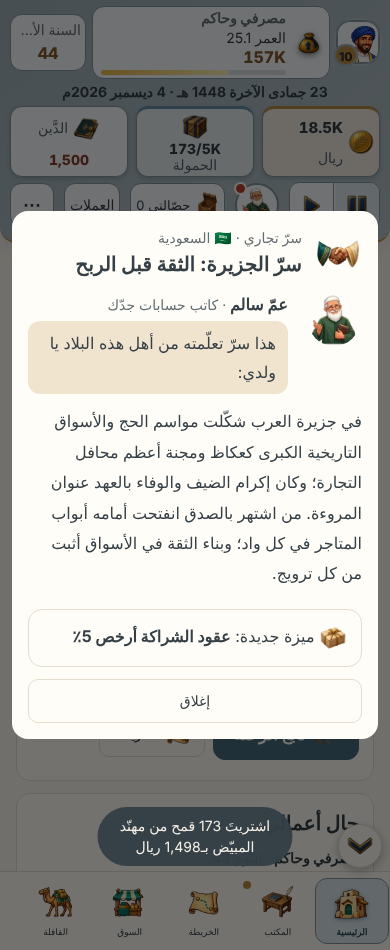 مصرفي وحاكم
العمر 25.1
157K
السنة الأ...
44
10
23 جمادى الآخرة 1448 هـ · 4 ديسمبر 2026م
18.5K
ريال
173/5K
الحمولة
الدَّين
1,500
حصّالتي 0
العملات
...
سرّ تجاري · السعودية
سرّ الجزيرة: الثقة قبل الربح
عمّ سالم · كاتب حسابات جدّك
هذا سرّ تعلّمته من أهل هذه البلاد يا
ولدي:
في جزيرة العرب شكّلت مواسم الحج والأسواق
التاريخية الكبرى كعكاظ ومجنة أعظم محافل
التجارة؛ وكان إكرام الضيف والوفاء بالعهد عنوان
المروءة. من اشتهر بالصدق انفتحت أمامه أبواب
المتاجر في كل واد؛ وبناء الثقة في الأسواق أثبت
من كل ترويج.
ميزة جديدة: عقود الشراكة أرخص 5٪
إغلاق
اشتريتَ 173 قمح من مهنّد
المبيّض بـ1,498 ريال
الرئيسية
المكتب
الخريطة
السوق
القافلة